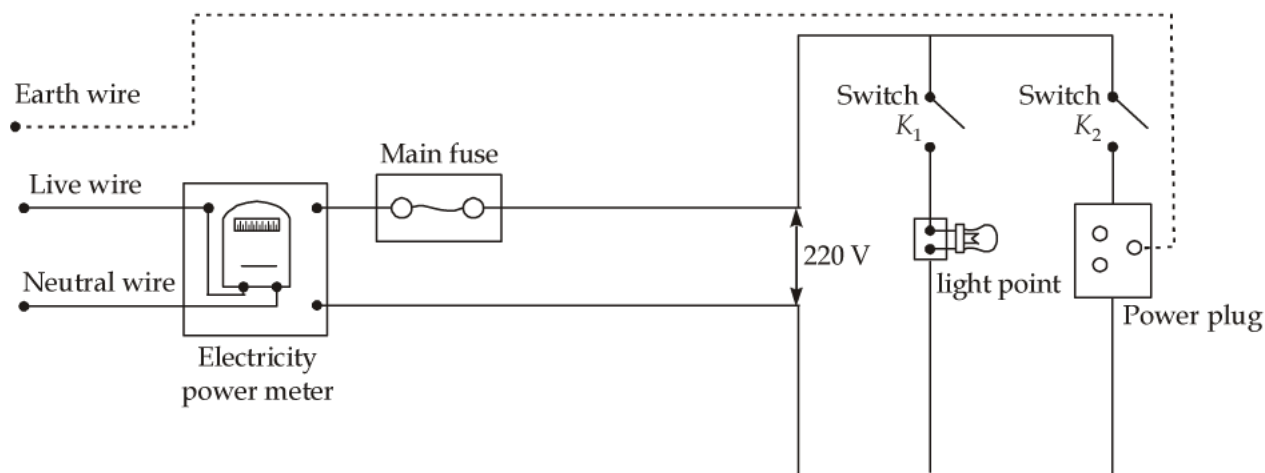 Earth wire
Live wire
Neutral wire
Electricity
power meter
Main fuse
220 V
Switch
K₁
light point
Switch
K₂
Power plug